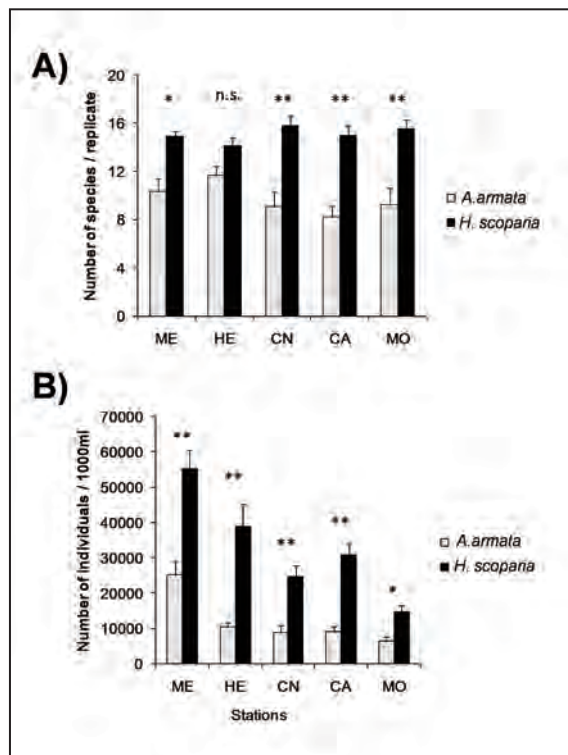 A)
Number of species / replicate
20
16
12
8
4
0
* n.s. ** ** **
ME HE CN CA MO
A.armata
H. scoparia
B)
Number of individuals / 1000ml
70000
60000
50000
40000
30000
20000
10000
0
** ** ** ** *
ME HE CN CA MO
Stations
A.armata
H. scoparia